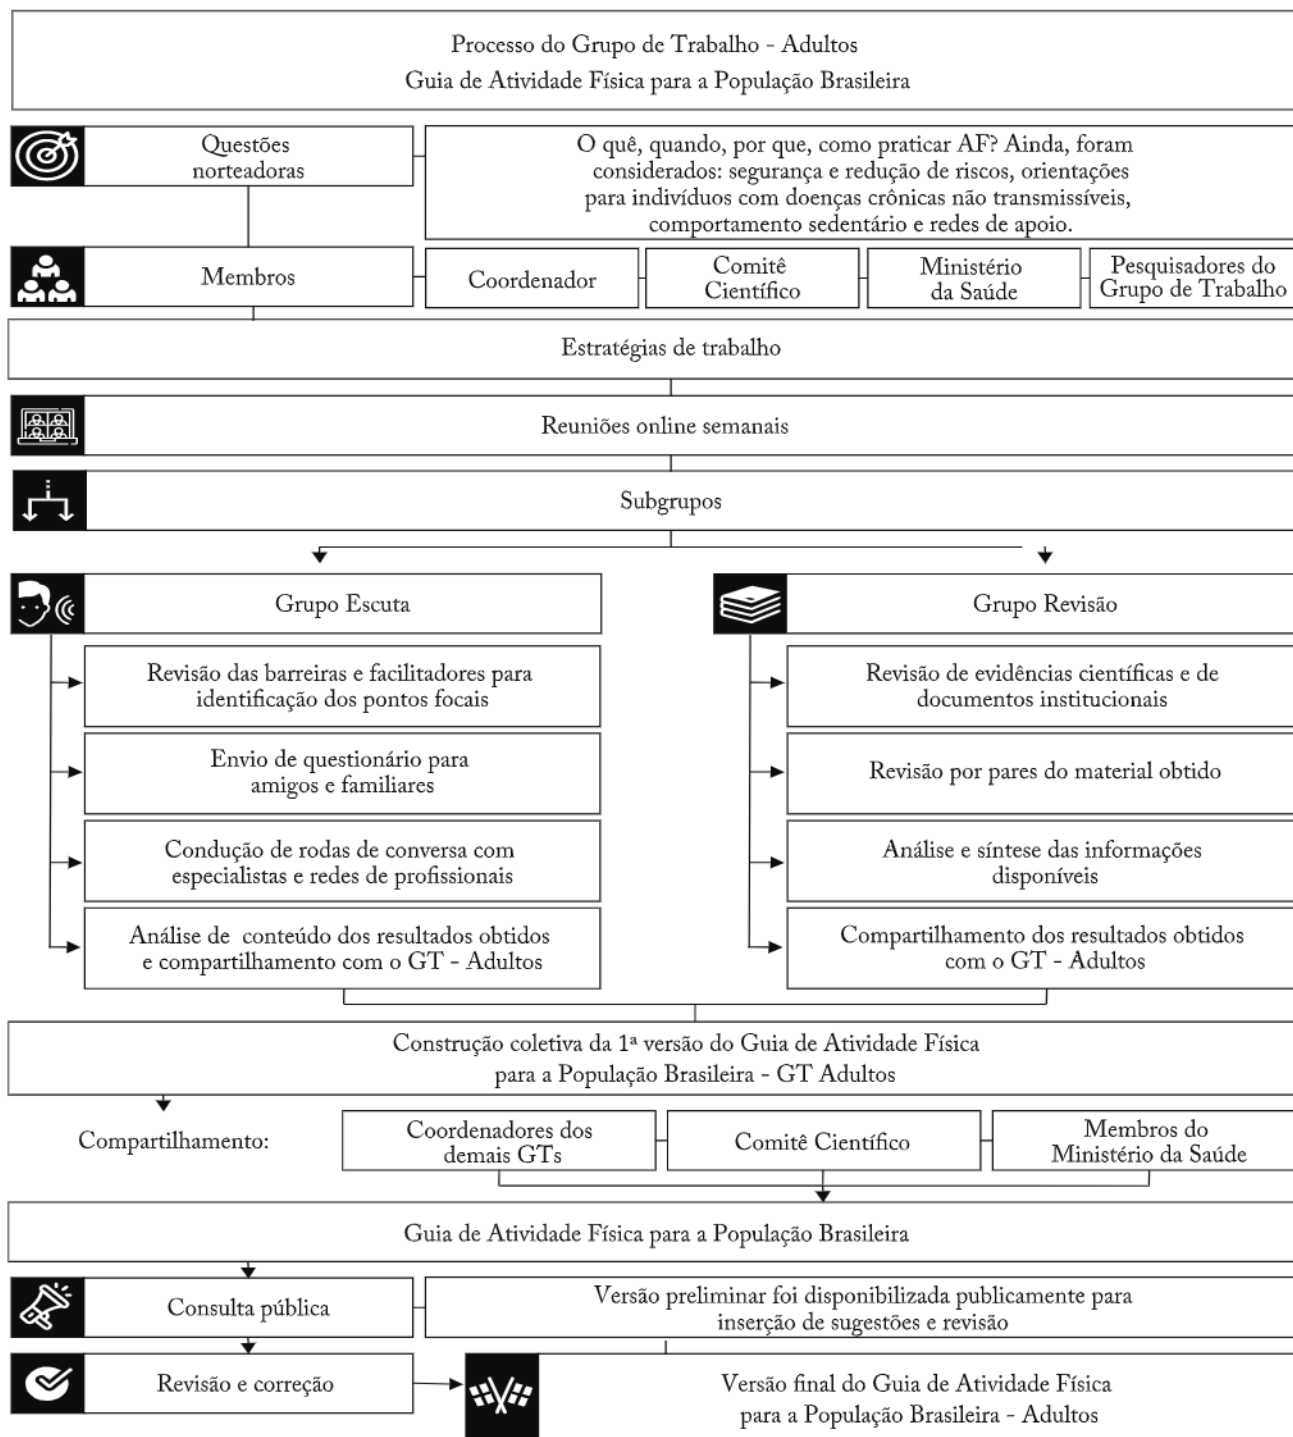 Processo do Grupo de Trabalho - Adultos
Guia de Atividade Física para a População Brasileira
Questões
norteadoras
O quê, quando, por que, como praticar AF? Ainda, foram
considerados: segurança e redução de riscos, orientações
para indivíduos com doenças crônicas não transmissíveis,
comportamento sedentário e redes de apoio.
Membros
Coordenador
Comitê
Científico
Ministério
da Saúde
Pesquisadores do
Grupo de Trabalho
Estratégias de trabalho
Reuniões online semanais
Subgrupos
Grupo Escuta
Revisão das barreiras e facilitadores para
identificação dos pontos focais
Envio de questionário para
amigos e familiares
Condução de rodas de conversa com
especialistas e redes de profissionais
Análise de conteúdo dos resultados obtidos
e compartilhamento com o GT - Adultos
Grupo Revisão
Revisão de evidências científicas e de
documentos institucionais
Revisão por pares do material obtido
Análise e síntese das informações
disponíveis
Compartilhamento dos resultados obtidos
com o GT - Adultos
Construção coletiva da 1ª versão do Guia de Atividade Física
para a População Brasileira - GT Adultos
Compartilhamento:
Coordenadores dos
demais GTs
Comitê Científico
Membros do
Ministério da Saúde
Guia de Atividade Física para a População Brasileira
Consulta pública
Versão preliminar foi disponibilizada publicamente para
inserção de sugestões e revisão
Revisão e correção
Versão final do Guia de Atividade Física
para a População Brasileira - Adultos